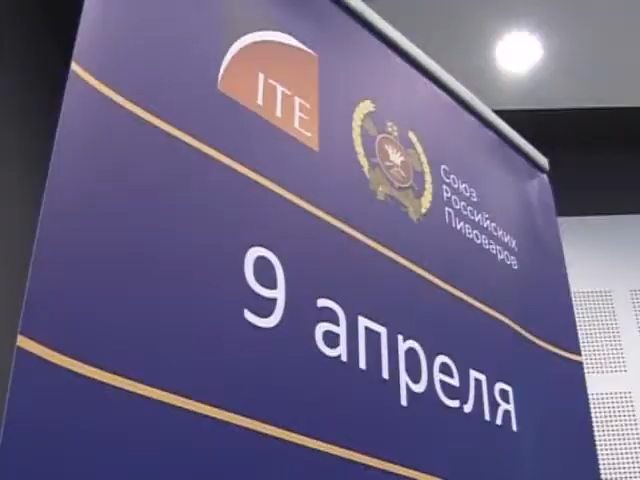 ITE
Союз
Российских
Пивоваров
9 апреля